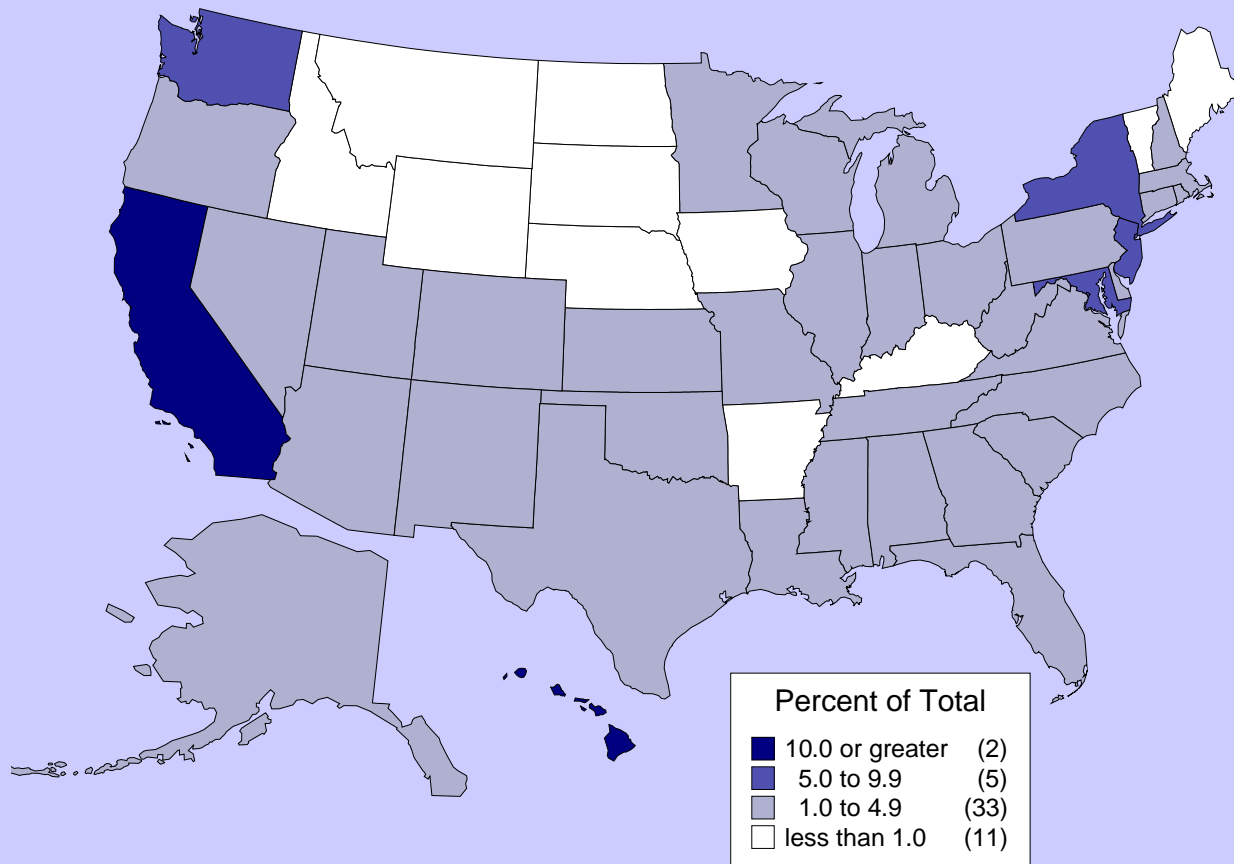 Percent of Total
10.0 or greater (2)
5.0 to 9.9 (5)
1.0 to 4.9 (33)
less than 1.0 (11)